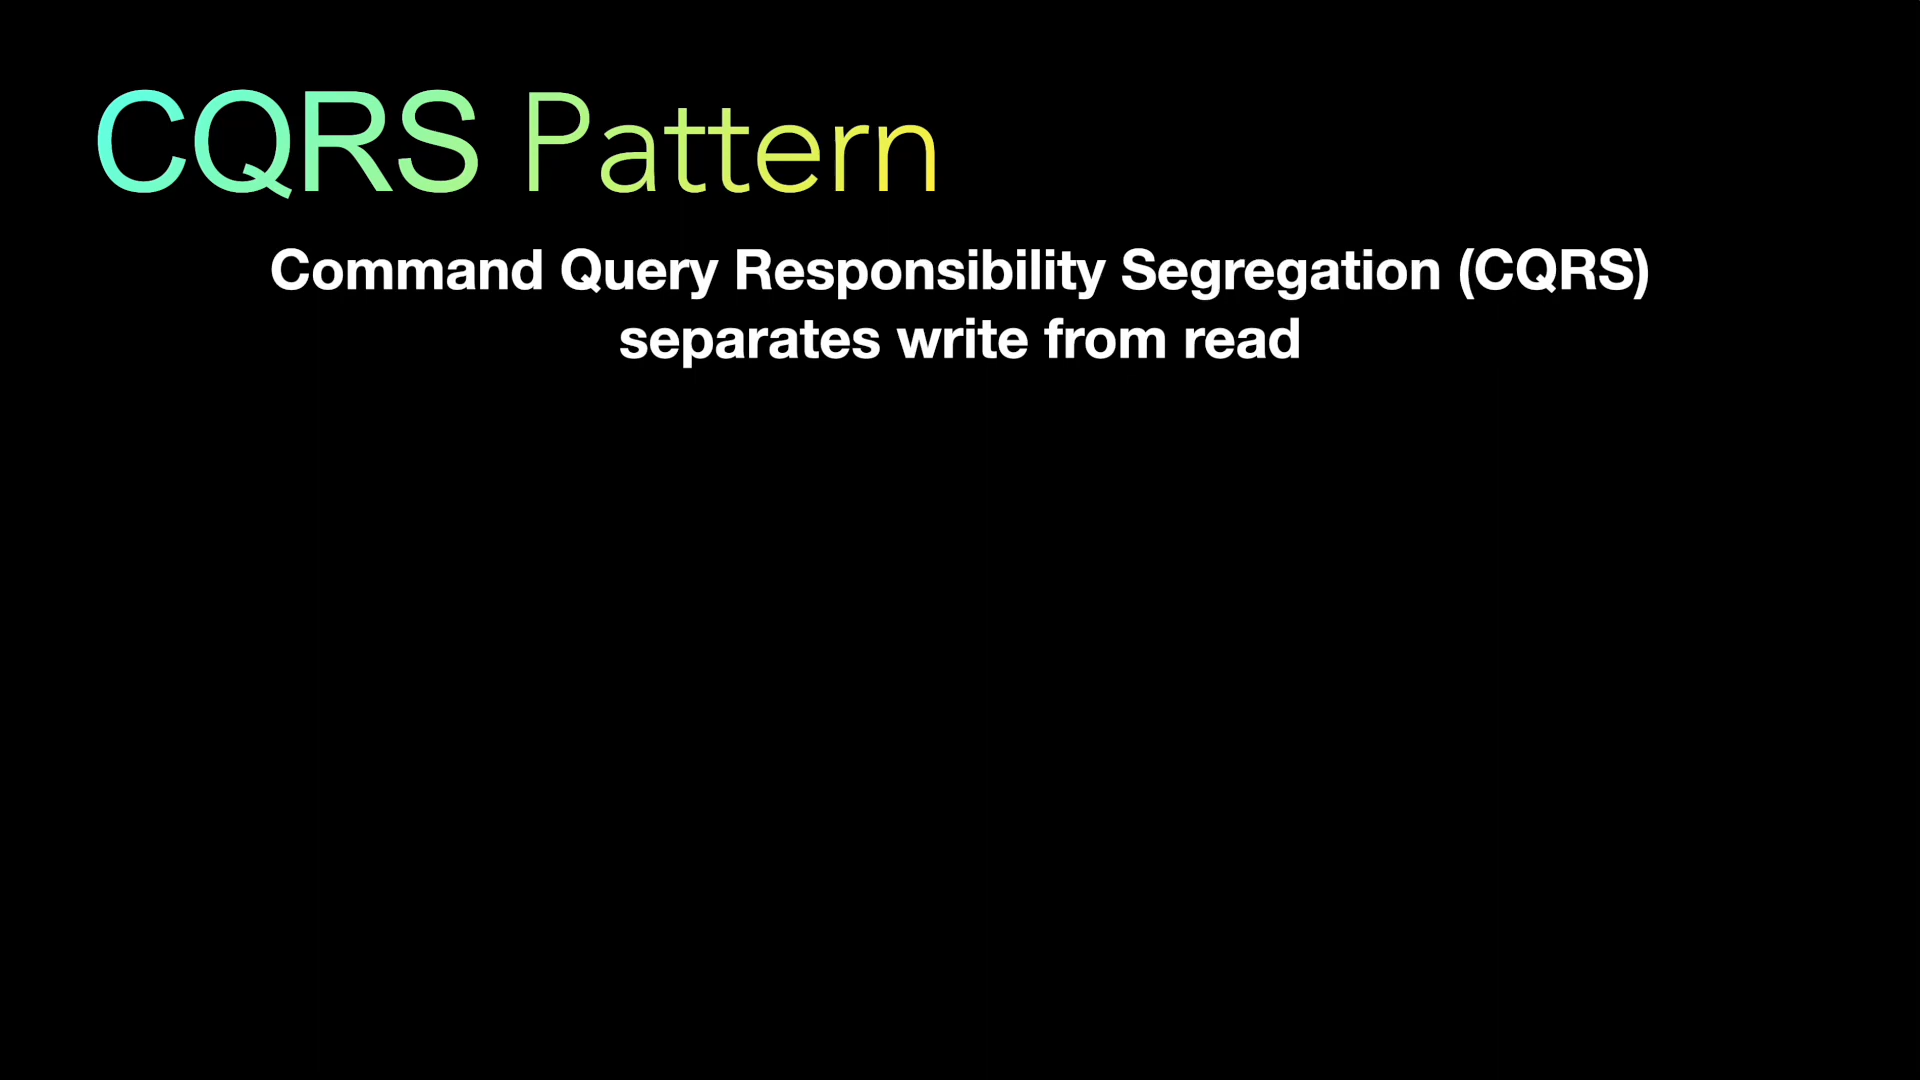 CQRS Pattern
Command Query Responsibility Segregation (CQRS)
separates write from read